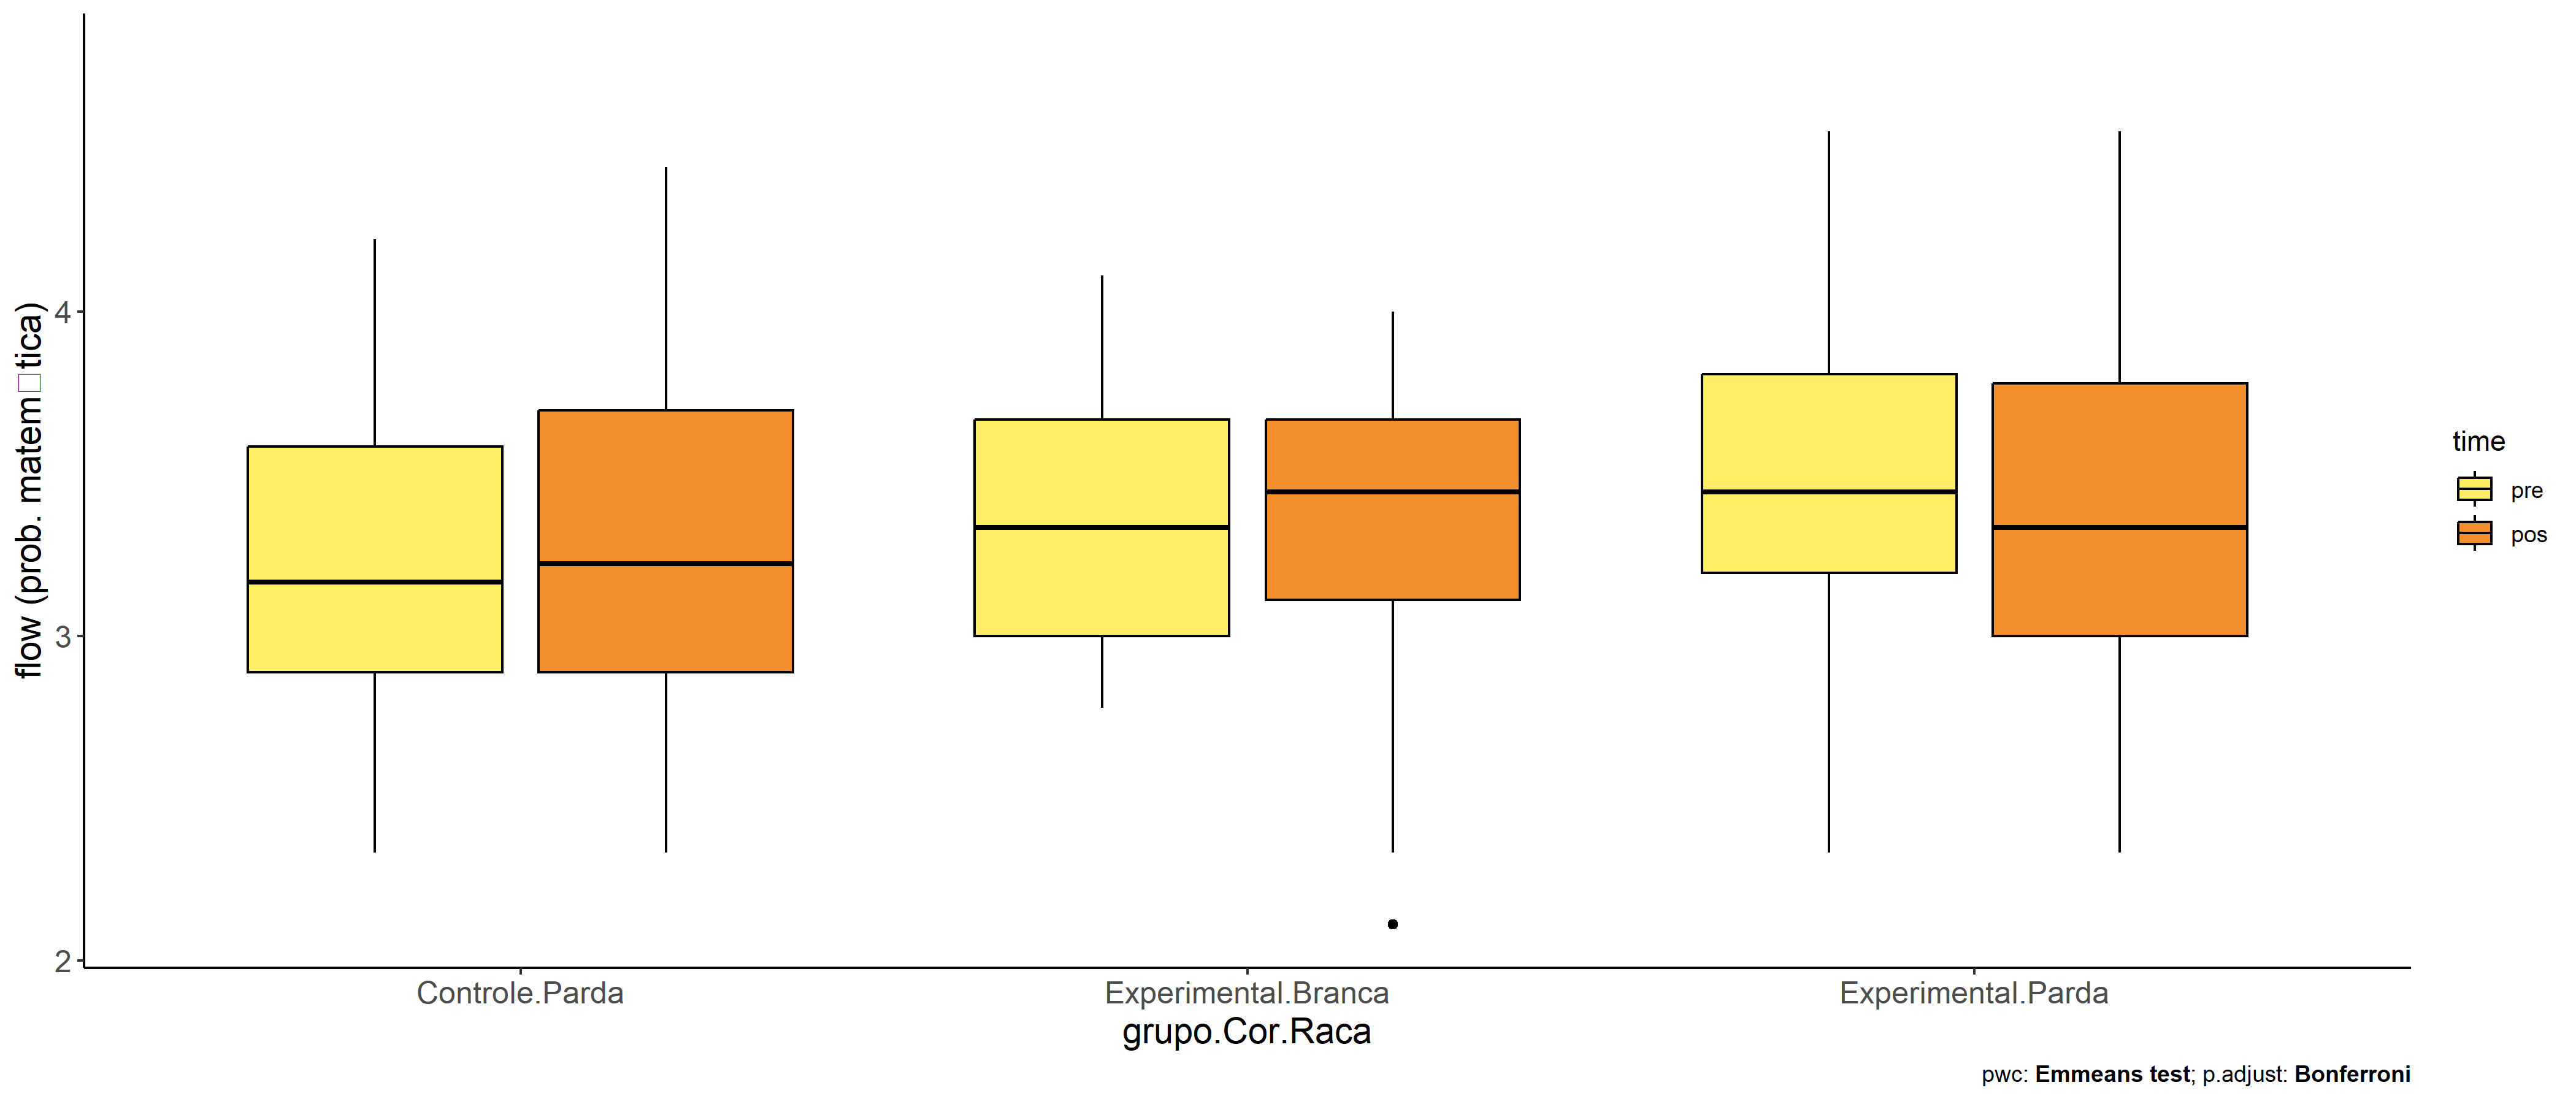 flow (prob. matem□tica)
4
3
2
Controle.Parda
Experimental.Branca
Experimental.Parda
grupo.Cor.Raca
time
pre
pos
pwc: Emmeans test; p.adjust: Bonferroni